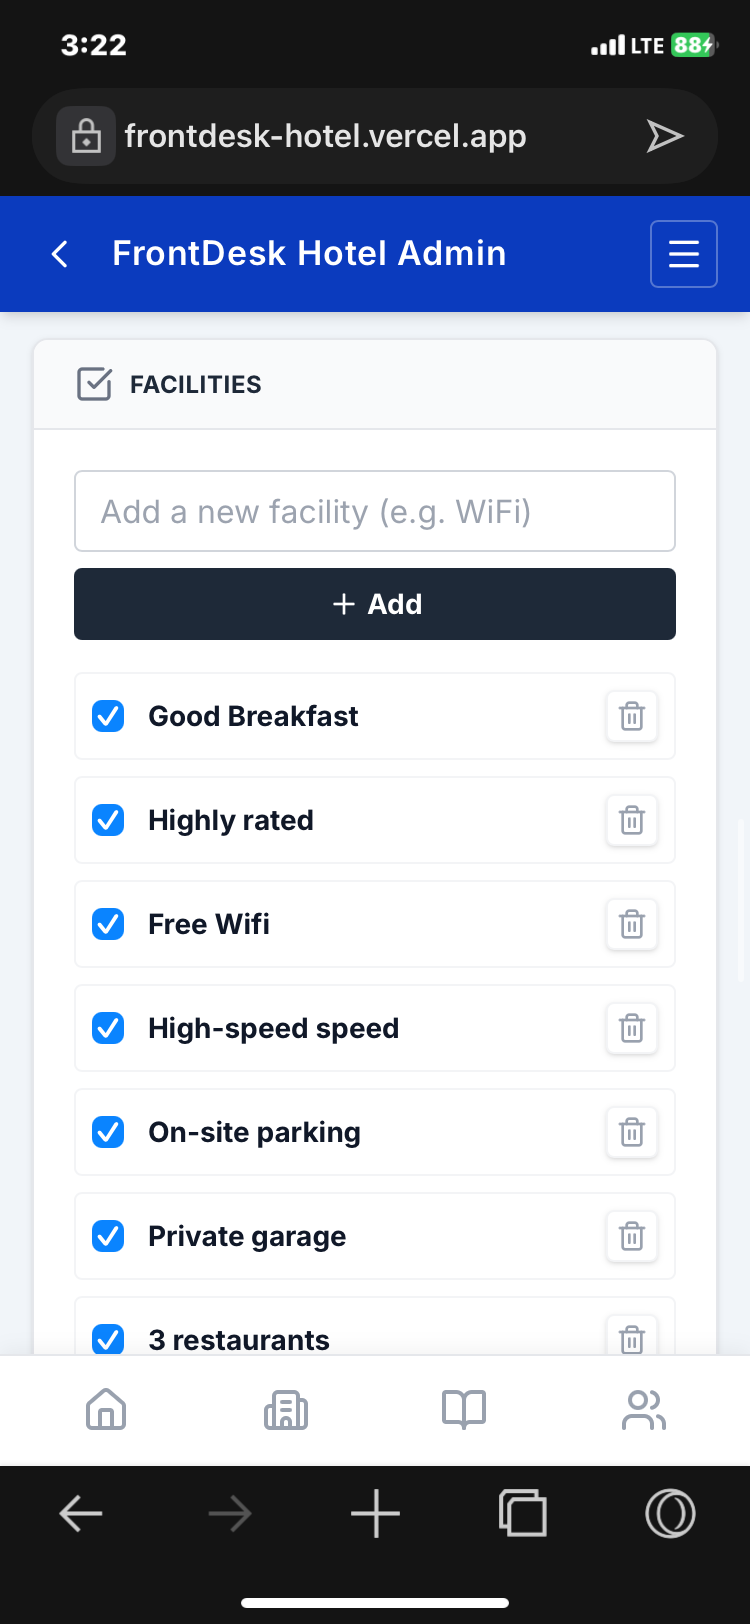 3:22
LTE 88
frontdesk-hotel.vercel.app
FrontDesk Hotel Admin
FACILITIES
Add a new facility (e.g. WiFi)
+ Add
Good Breakfast
Highly rated
Free Wifi
High-speed speed
On-site parking
Private garage
3 restaurants